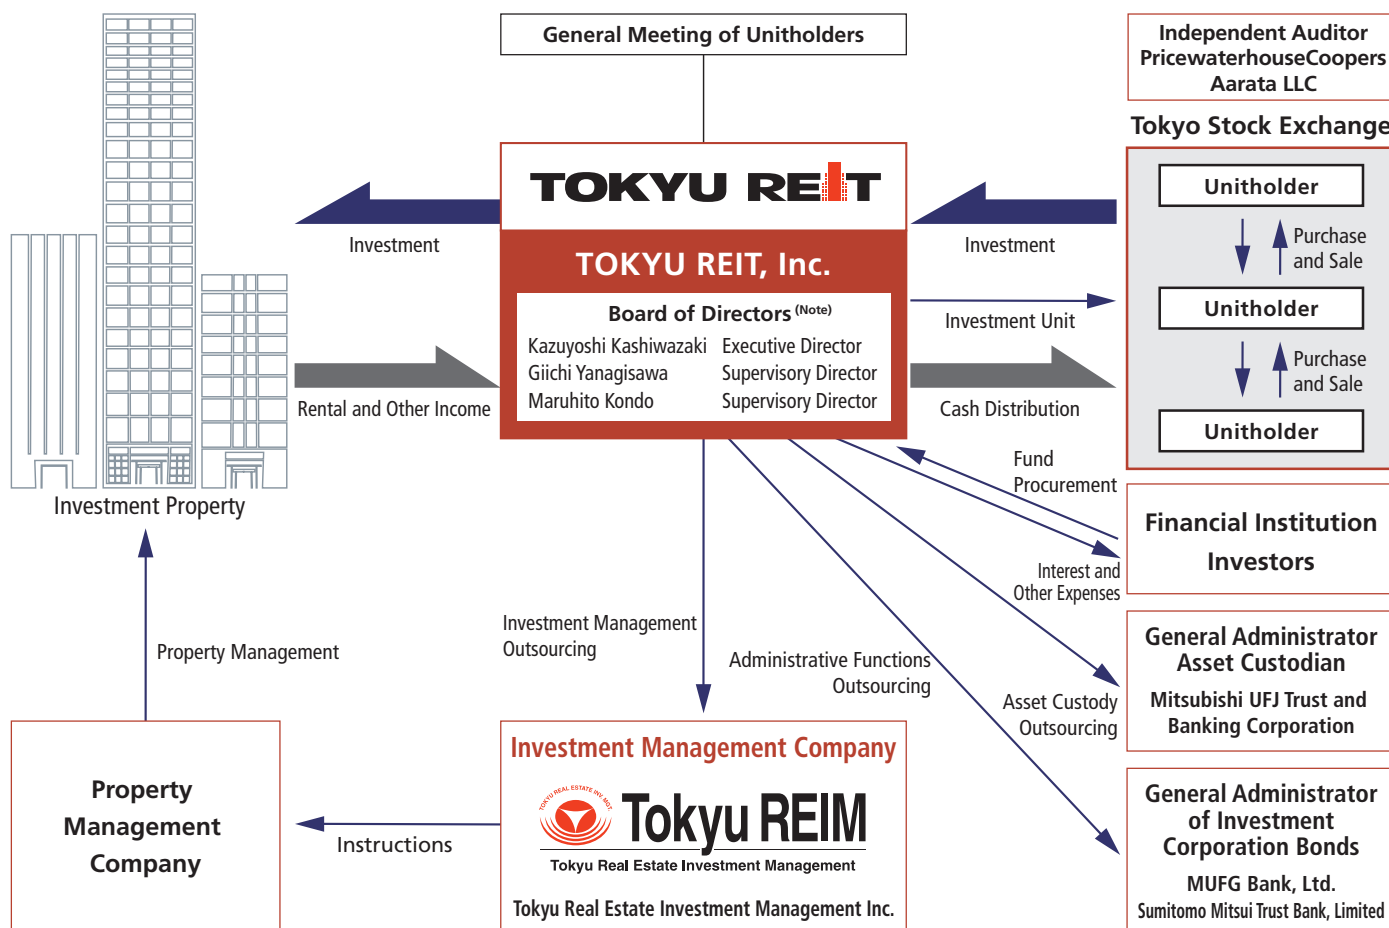 General Meeting of Unitholders
Independent Auditor
PricewaterhouseCoopers
Aarata LLC
Tokyo Stock Exchange
TOKYU REIT
Unitholder
Investment
Investment
Purchase
and Sale
TOKYU REIT, Inc.
Board of Directors (Note)
Kazuyoshi Kashiwazaki Executive Director
Giichi Yanagisawa Supervisory Director
Maruhito Kondo Supervisory Director
Unitholder
Investment Unit
Purchase
and Sale
Rental and Other Income
Cash Distribution
Unitholder
Fund
Procurement
Investment Property
Financial Institution
Investors
Interest and
Other Expenses
Investment Management
Outsourcing
Property Management
Administrative Functions
Outsourcing
Asset Custody
Outsourcing
General Administrator
Asset Custodian
Mitsubishi UFJ Trust and
Banking Corporation
Property
Management
Company
Instructions
Investment Management Company
TOKYU REAL ESTATE INV. MGT.
Tokyu REIM
Tokyu Real Estate Investment Management
Tokyu Real Estate Investment Management Inc.
General Administrator
of Investment
Corporation Bonds
MUFG Bank, Ltd.
Sumitomo Mitsui Trust Bank, Limited